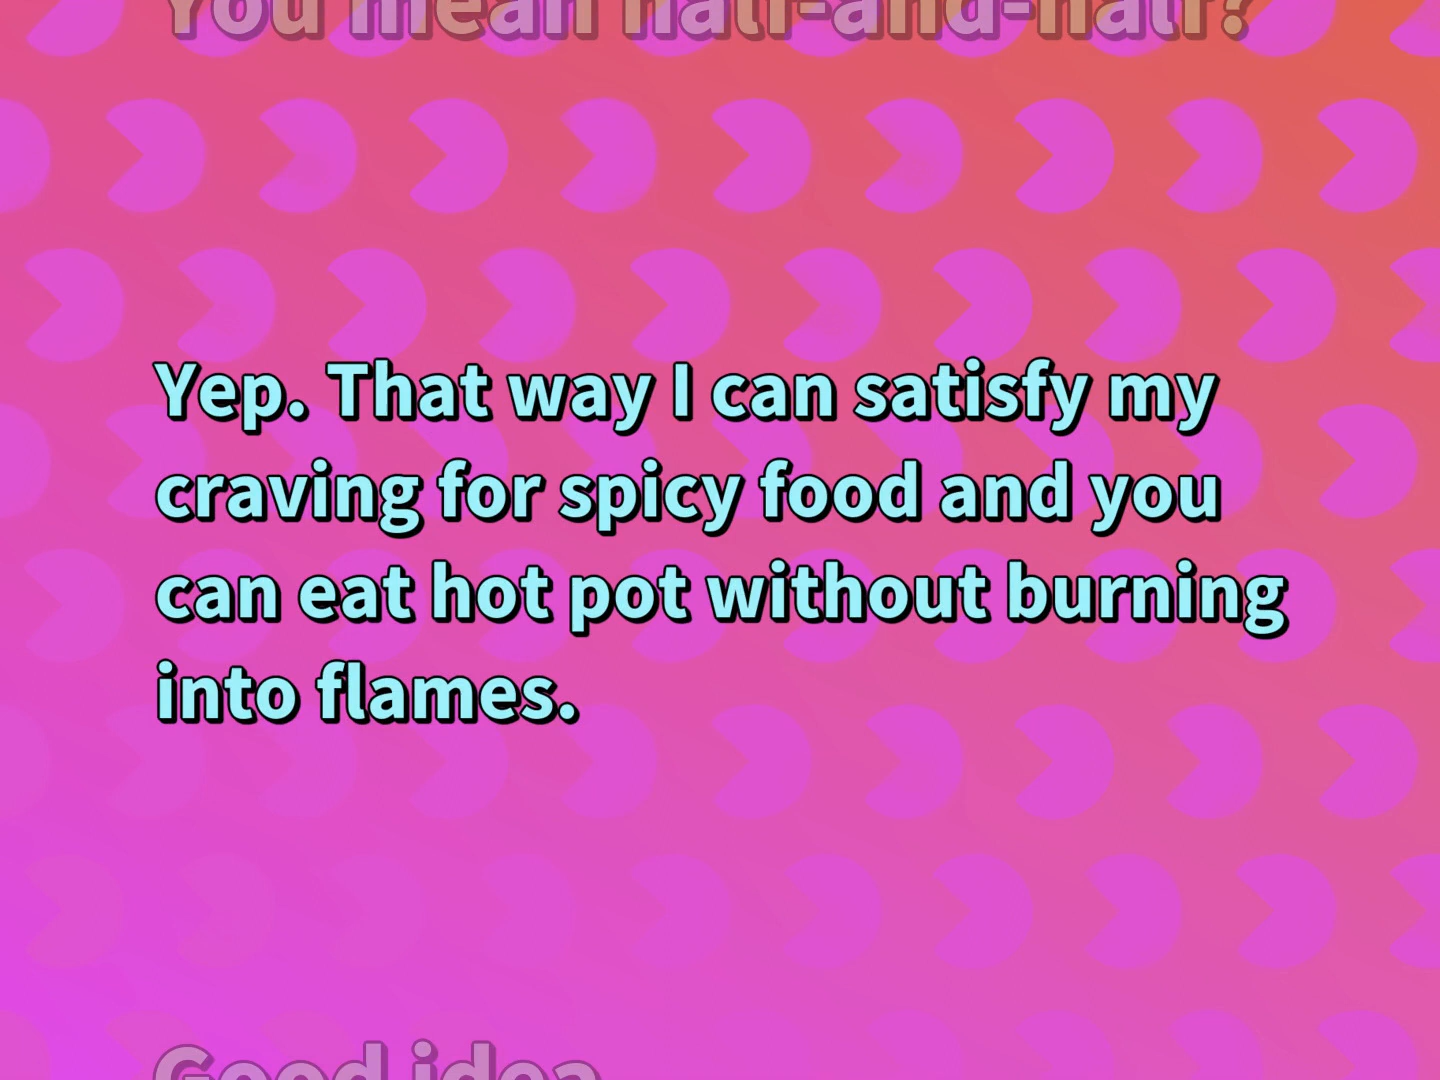 You mean half-and-half?
Yep. That way I can satisfy my
craving for spicy food and you
can eat hot pot without burning
into flames.
Good idea